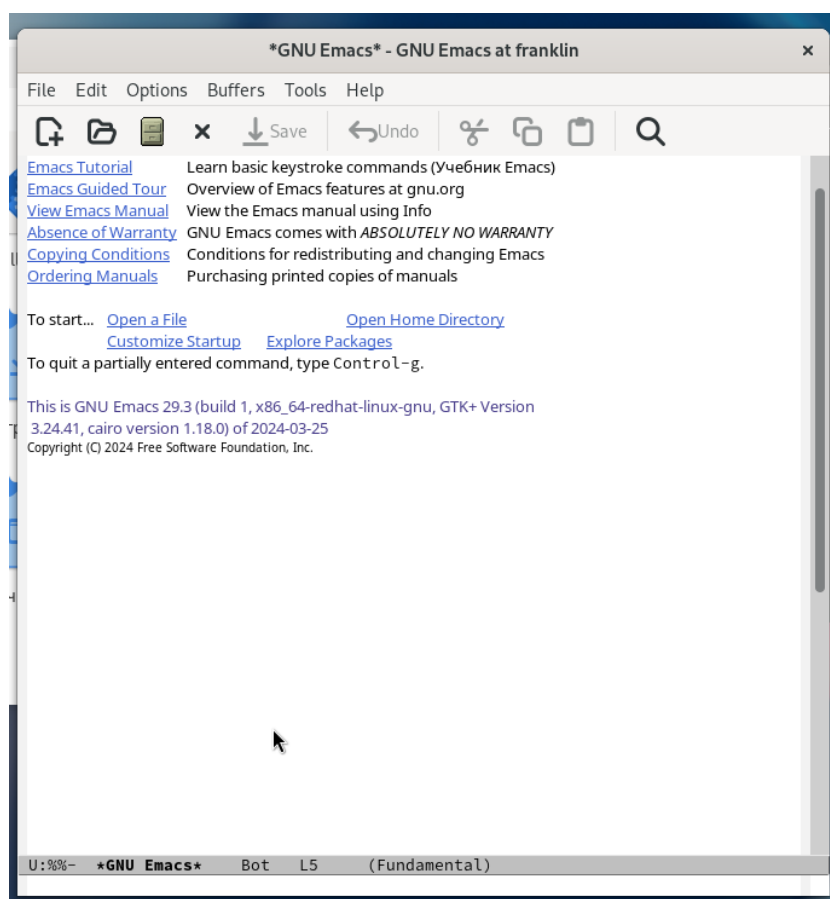 *GNU Emacs* - GNU Emacs at franklin
File Edit Options Buffers Tools Help
Save Undo
Emacs Tutorial Learn basic keystroke commands (Учебник Emacs)
Emacs Guided Tour Overview of Emacs features at gnu.org
View Emacs Manual View the Emacs manual using Info
Absence of Warranty GNU Emacs comes with ABSOLUTELY NO WARRANTY
Copying Conditions Conditions for redistributing and changing Emacs
Ordering Manuals Purchasing printed copies of manuals
To start... Open a File Open Home Directory
Customize Startup Explore Packages
To quit a partially entered command, type Control-g.
This is GNU Emacs 29.3 (build 1, x86_64-redhat-linux-gnu, GTK+ Version
3.24.41, cairo version 1.18.0) of 2024-03-25
Copyright (C) 2024 Free Software Foundation, Inc.
U:%%- *GNU Emacs* Bot L5 (Fundamental)